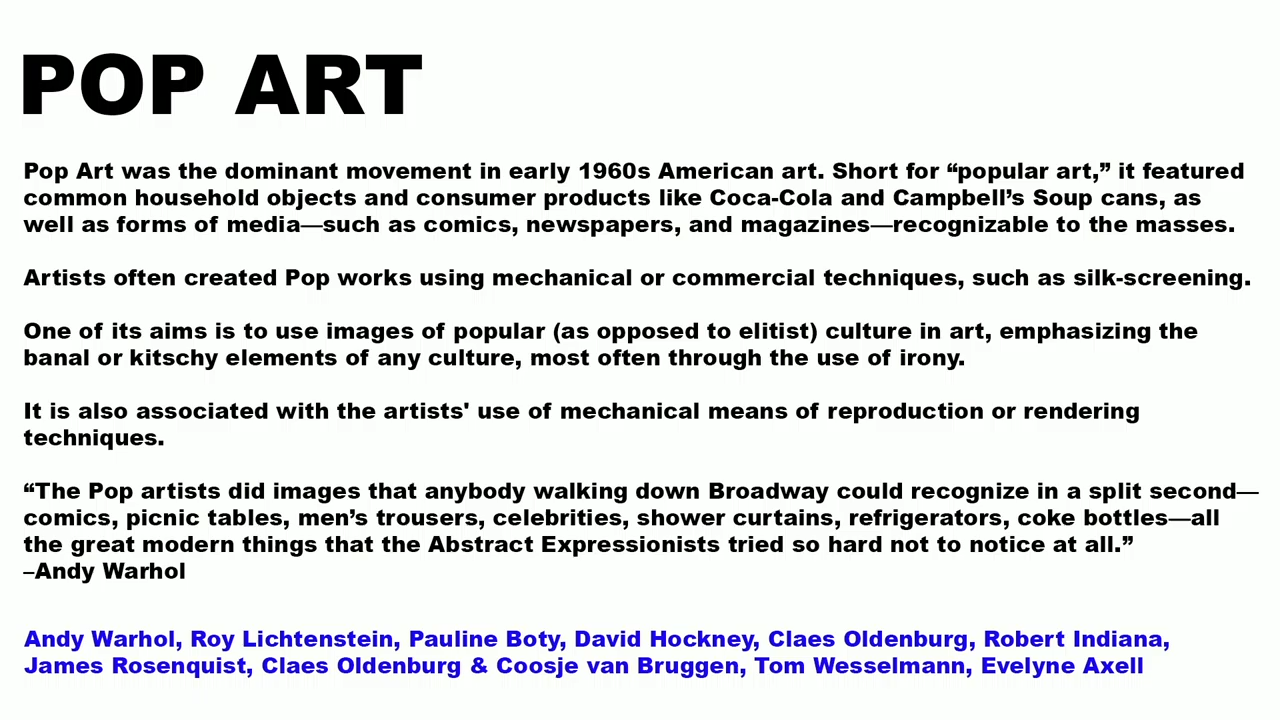 POP ART
Pop Art was the dominant movement in early 1960s American art. Short for “popular art,” it featured
common household objects and consumer products like Coca-Cola and Campbell’s Soup cans, as
well as forms of media—such as comics, newspapers, and magazines—recognizable to the masses.
Artists often created Pop works using mechanical or commercial techniques, such as silk-screening.
One of its aims is to use images of popular (as opposed to elitist) culture in art, emphasizing the
banal or kitschy elements of any culture, most often through the use of irony.
It is also associated with the artists' use of mechanical means of reproduction or rendering
techniques.
“The Pop artists did images that anybody walking down Broadway could recognize in a split second—
comics, picnic tables, men’s trousers, celebrities, shower curtains, refrigerators, coke bottles—all
the great modern things that the Abstract Expressionists tried so hard not to notice at all.”
–Andy Warhol
Andy Warhol, Roy Lichtenstein, Pauline Boty, David Hockney, Claes Oldenburg, Robert Indiana,
James Rosenquist, Claes Oldenburg & Coosje van Bruggen, Tom Wesselmann, Evelyne Axell